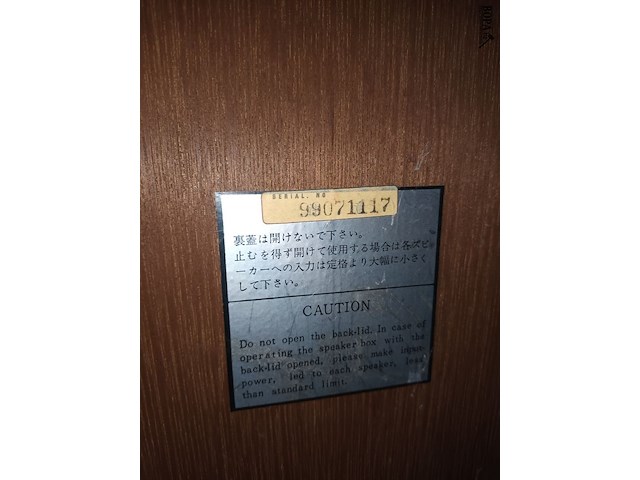 SERIAL. NO
99071117
裏蓋は開けないで下さい。
止むを得ず開けて使用する場合は各スピ
ーカーへの入力は定格より大幅に小さく
して下さい。
CAUTION
Do not open the back-lid. In case of
operating the speaker box with the
back-lid opened, please make input
power, led to each speaker, less
than standard limit.